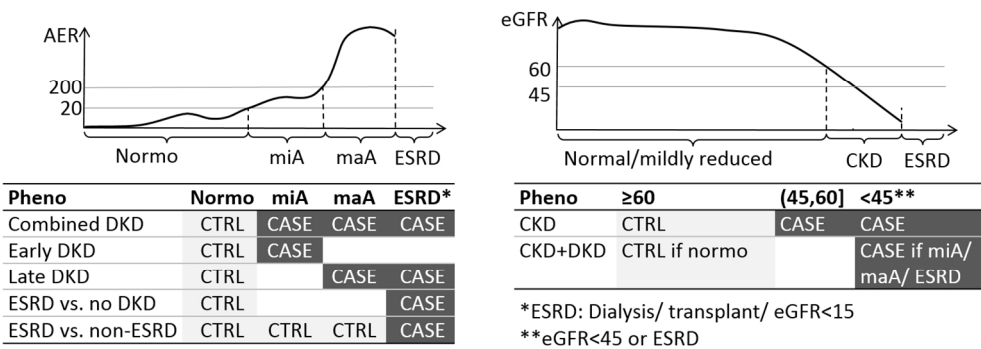 AER
200
20
Normo miA maA ESRD
Pheno Normo miA maA ESRD*
Combined DKD CTRL CASE CASE CASE
Early DKD CTRL CASE
Late DKD CTRL CASE CASE
ESRD vs. no DKD CTRL CASE
ESRD vs. non-ESRD CTRL CTRL CTRL CASE
eGFR
60
45
Normal/mildly reduced CKD ESRD
Pheno ≥60 (45,60] <45**
CKD CTRL CASE CASE
CKD+DKD CTRL if normo CASE if miA/
maA/ ESRD
*ESRD: Dialysis/ transplant/ eGFR<15
**eGFR<45 or ESRD